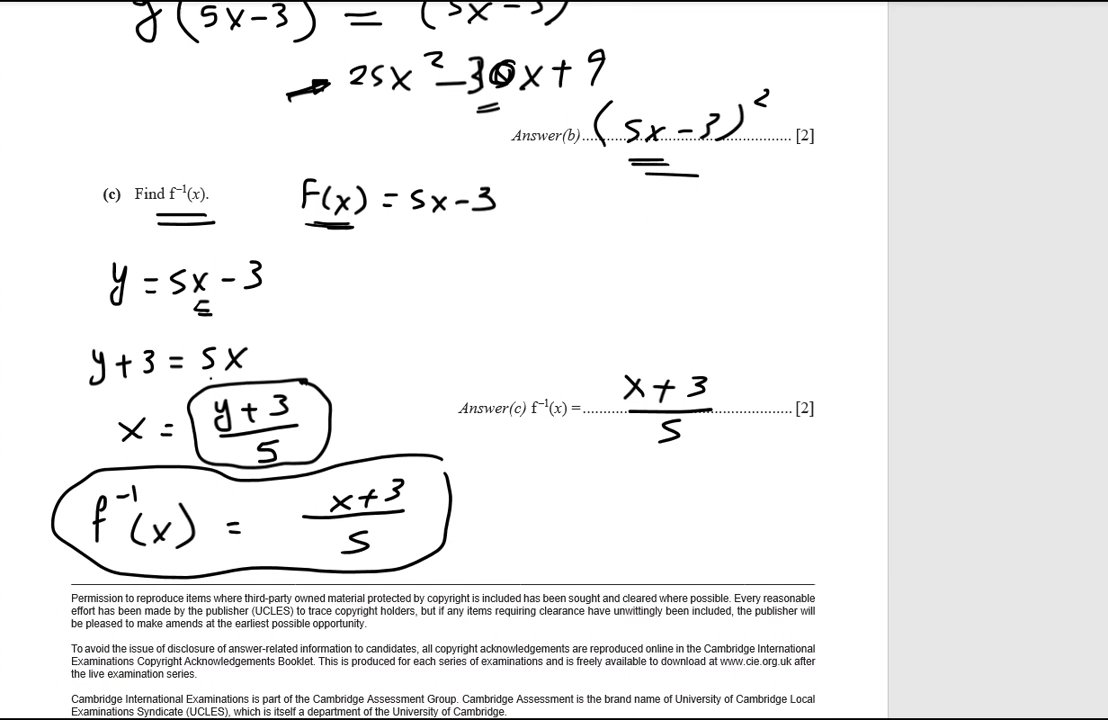 g(5x-3) = (5x-3)
25x²-30x+9
Answer(b) (5x-3)² [2]
(c) Find f⁻¹(x). F(x) = 5x-3
y = 5x-3
y+3 = 5x
x = (y+3)/5
Answer(c) f⁻¹(x) = (x+3)/5 [2]
f⁻¹(x) = (x+3)/5
Permission to reproduce items where third-party owned material protected by copyright is included has been sought and cleared where possible. Every reasonable
effort has been made by the publisher (UCLES) to trace copyright holders, but if any items requiring clearance have unwittingly been included, the publisher will
be pleased to make amends at the earliest possible opportunity.
To avoid the issue of disclosure of answer-related information to candidates, all copyright acknowledgements are reproduced online in the Cambridge International
Examinations Copyright Acknowledgements Booklet. This is produced for each series of examinations and is freely available to download at www.cie.org.uk after
the live examination series.
Cambridge International Examinations is part of the Cambridge Assessment Group. Cambridge Assessment is the brand name of University of Cambridge Local
Examinations Syndicate (UCLES), which is itself a department of the University of Cambridge.